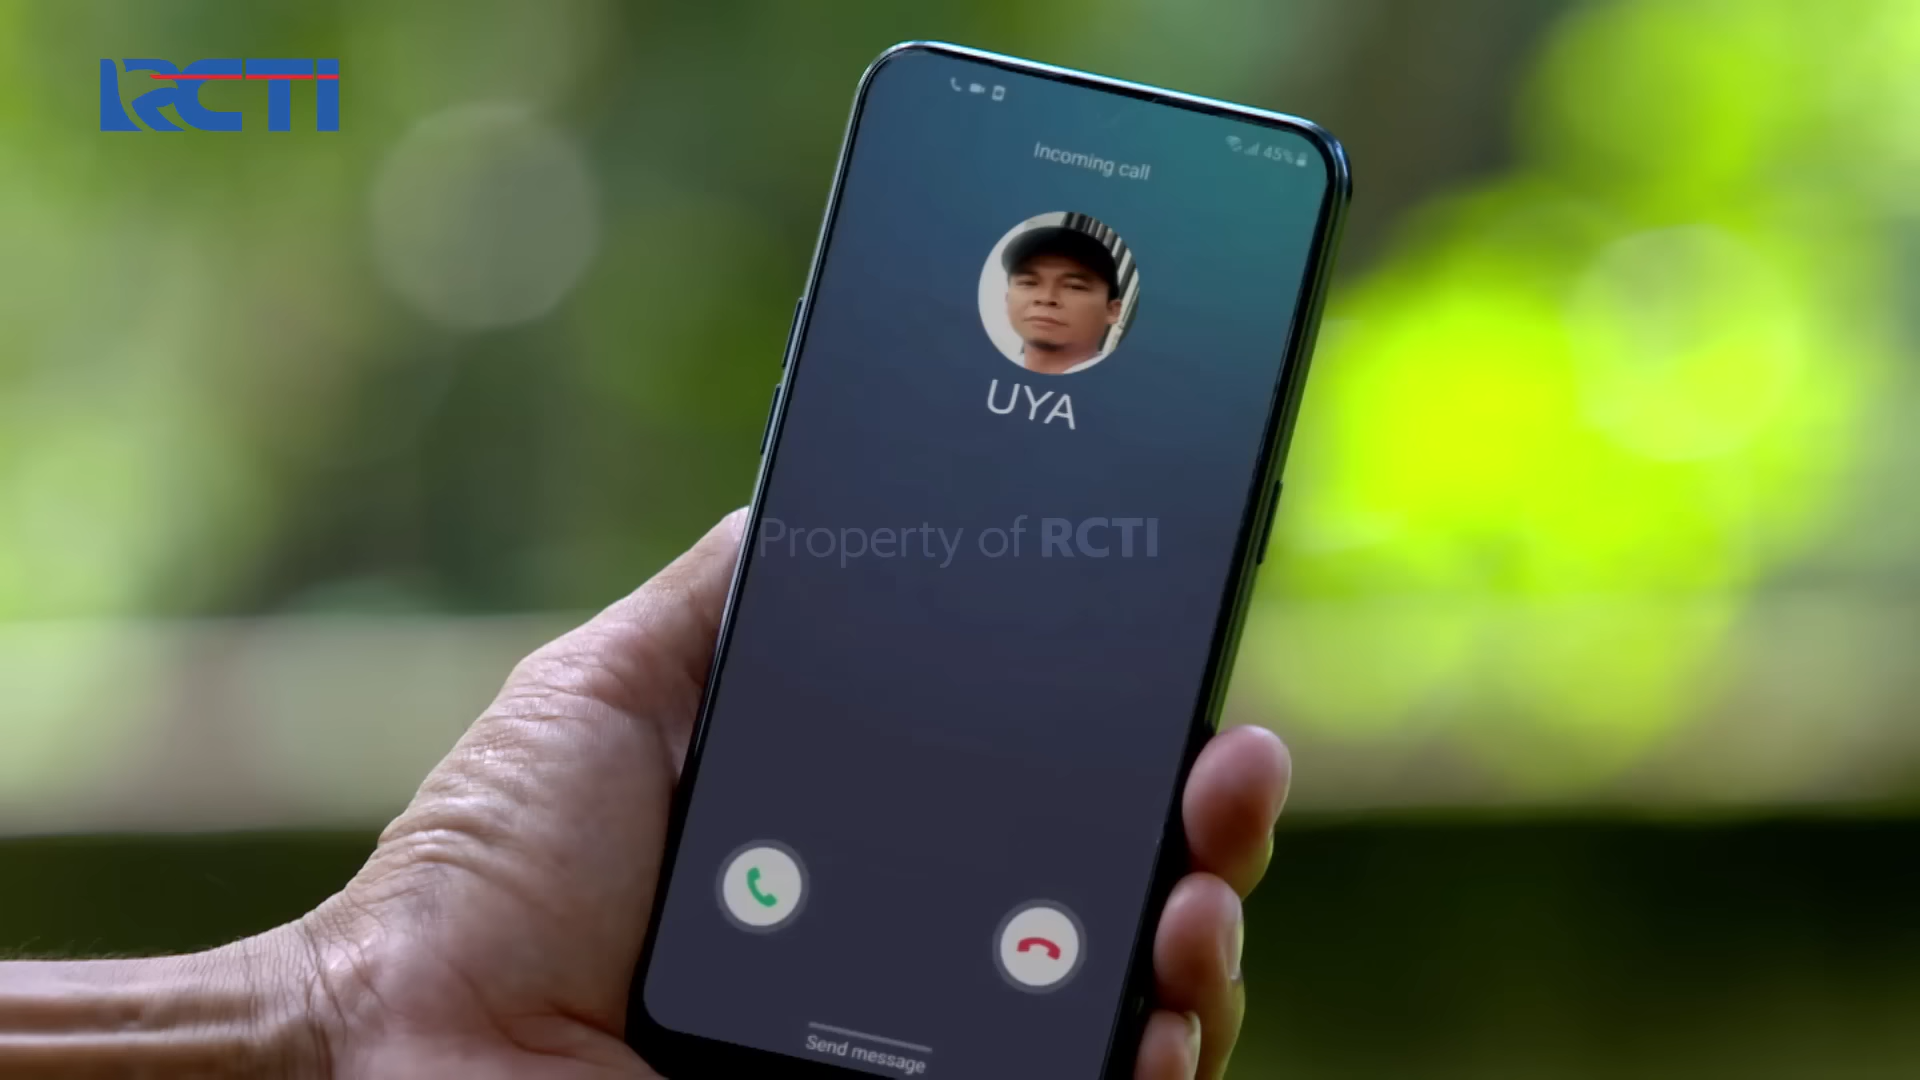 RCTI
Incoming call
45%
UYA
Property of RCTI
Send message